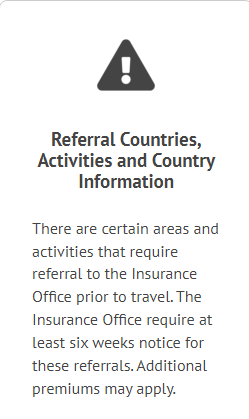 Referral Countries,
Activities and Country
Information
There are certain areas and
activities that require
referral to the Insurance
Office prior to travel. The
Insurance Office require at
least six weeks notice for
these referrals. Additional
premiums may apply.